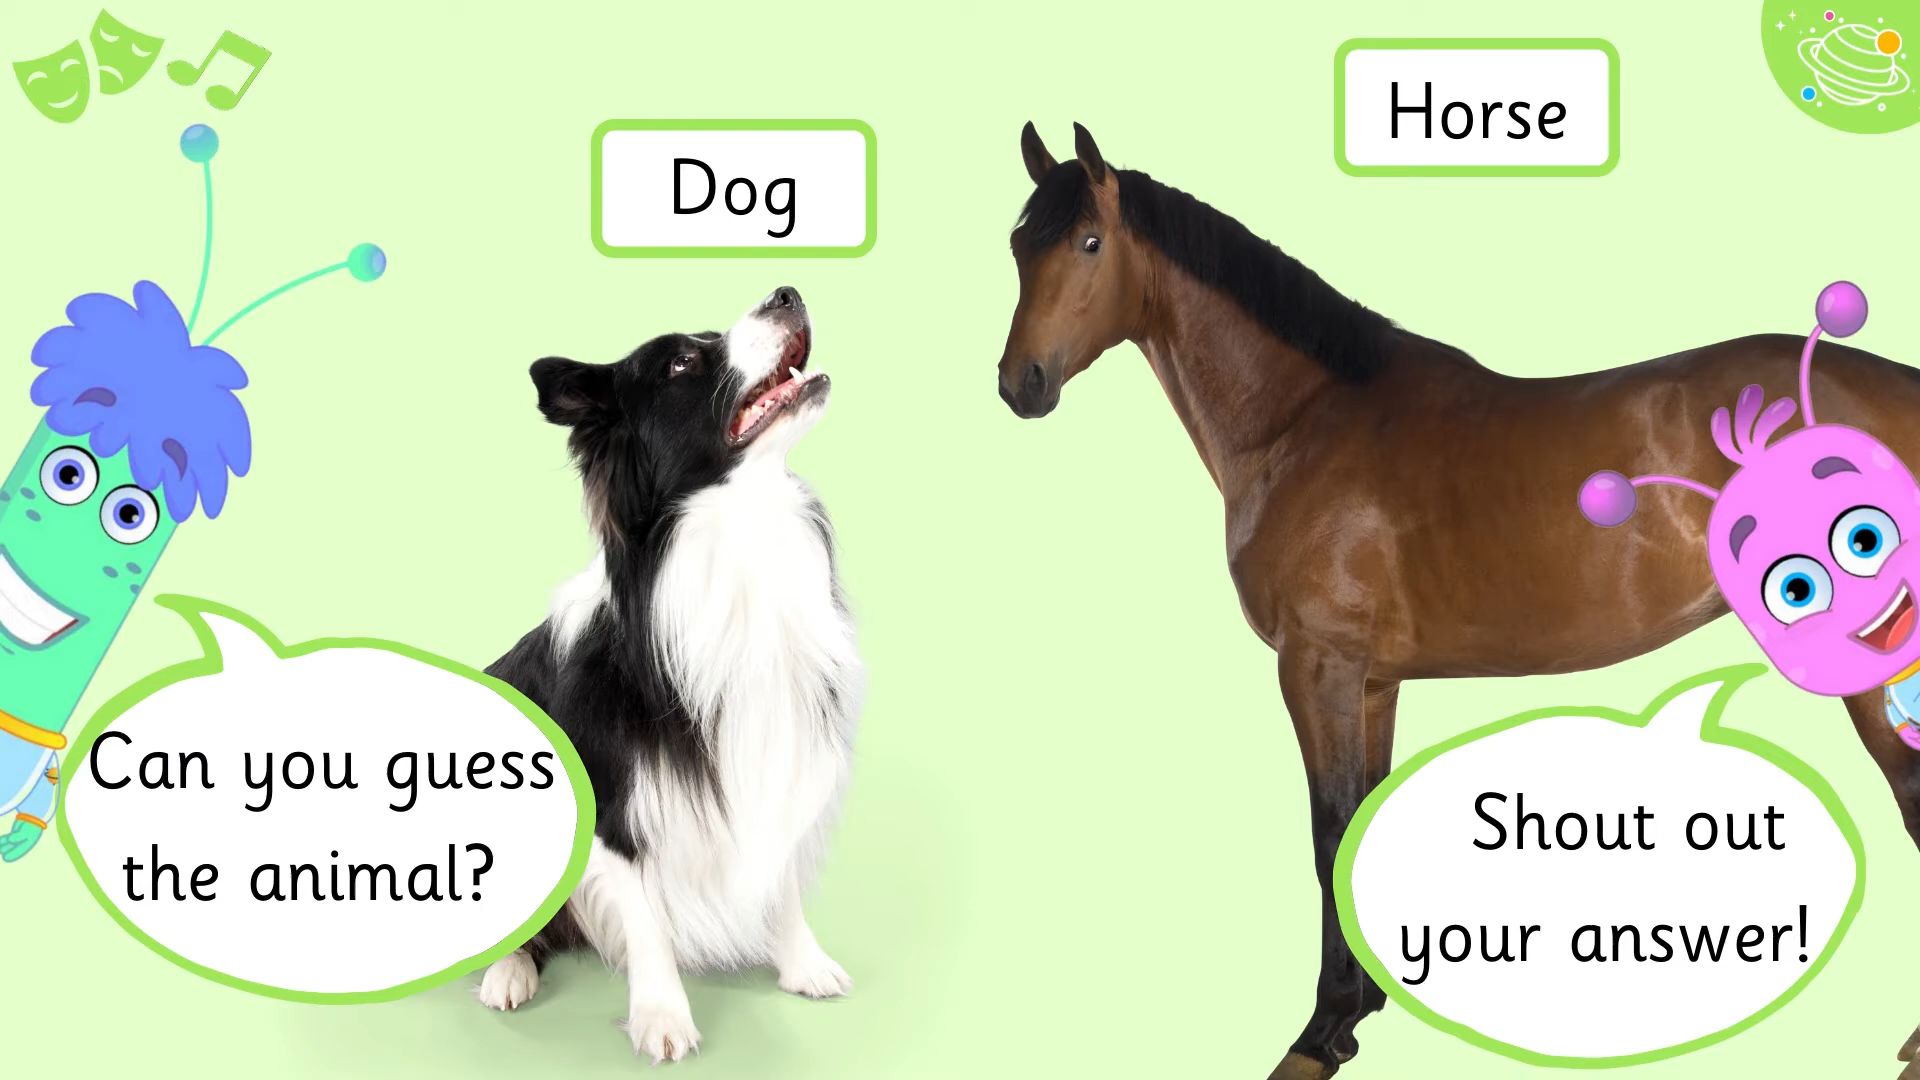 Dog
Horse
Can you guess
the animal?
Shout out
your answer!